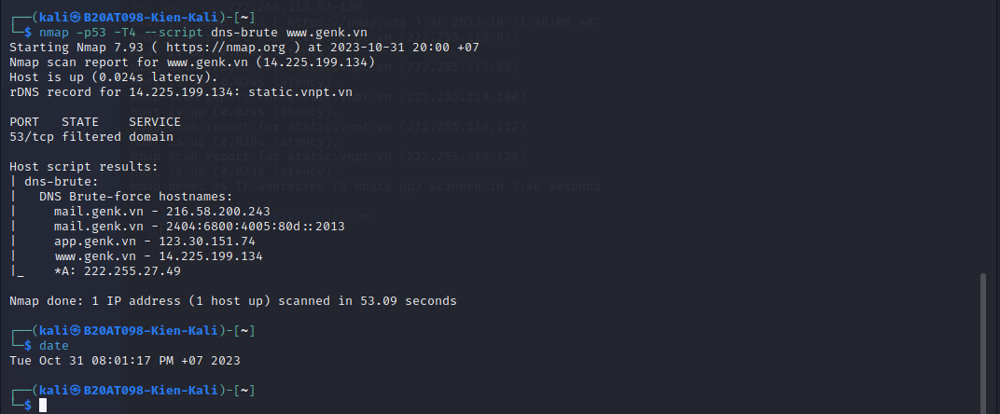 ┌──(kali㉿B20AT098-Kien-Kali)-[~]
└─$ nmap -p53 -T4 --script dns-brute www.genk.vn
Starting Nmap 7.93 ( https://nmap.org ) at 2023-10-31 20:00 +07
Nmap scan report for www.genk.vn (14.225.199.134)
Host is up (0.024s latency).
rDNS record for 14.225.199.134: static.vnpt.vn
PORT   STATE    SERVICE
53/tcp filtered domain
Host script results:
| dns-brute:
|   DNS Brute-force hostnames:
|     mail.genk.vn - 216.58.200.243
|     mail.genk.vn - 2404:6800:4005:80d::2013
|     app.genk.vn - 123.30.151.74
|     www.genk.vn - 14.225.199.134
|_    *A: 222.255.27.49
Nmap done: 1 IP address (1 host up) scanned in 53.09 seconds
┌──(kali㉿B20AT098-Kien-Kali)-[~]
└─$ date
Tue Oct 31 08:01:17 PM +07 2023
┌──(kali㉿B20AT098-Kien-Kali)-[~]
└─$